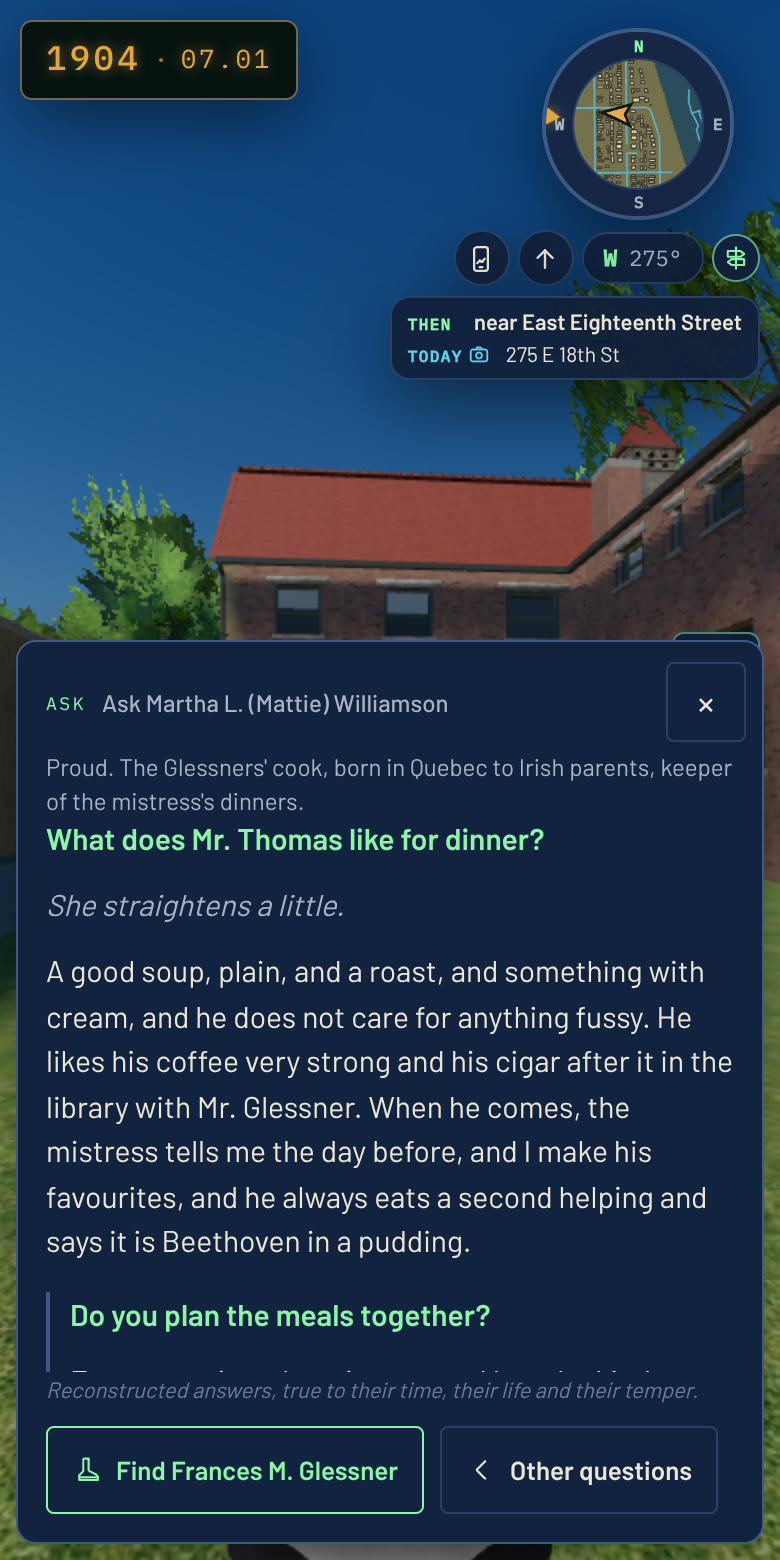 1904 · 07.01
N
W
E
S
W 275°
THEN near East Eighteenth Street
TODAY 275 E 18th St
ASK Ask Martha L. (Mattie) Williamson
×
Proud. The Glessners' cook, born in Quebec to Irish parents, keeper
of the mistress's dinners.
What does Mr. Thomas like for dinner?
She straightens a little.
A good soup, plain, and a roast, and something with
cream, and he does not care for anything fussy. He
likes his coffee very strong and his cigar after it in the
library with Mr. Glessner. When he comes, the
mistress tells me the day before, and I make his
favourites, and he always eats a second helping and
says it is Beethoven in a pudding.
Do you plan the meals together?
Reconstructed answers, true to their time, their life and their temper.
Find Frances M. Glessner
Other questions